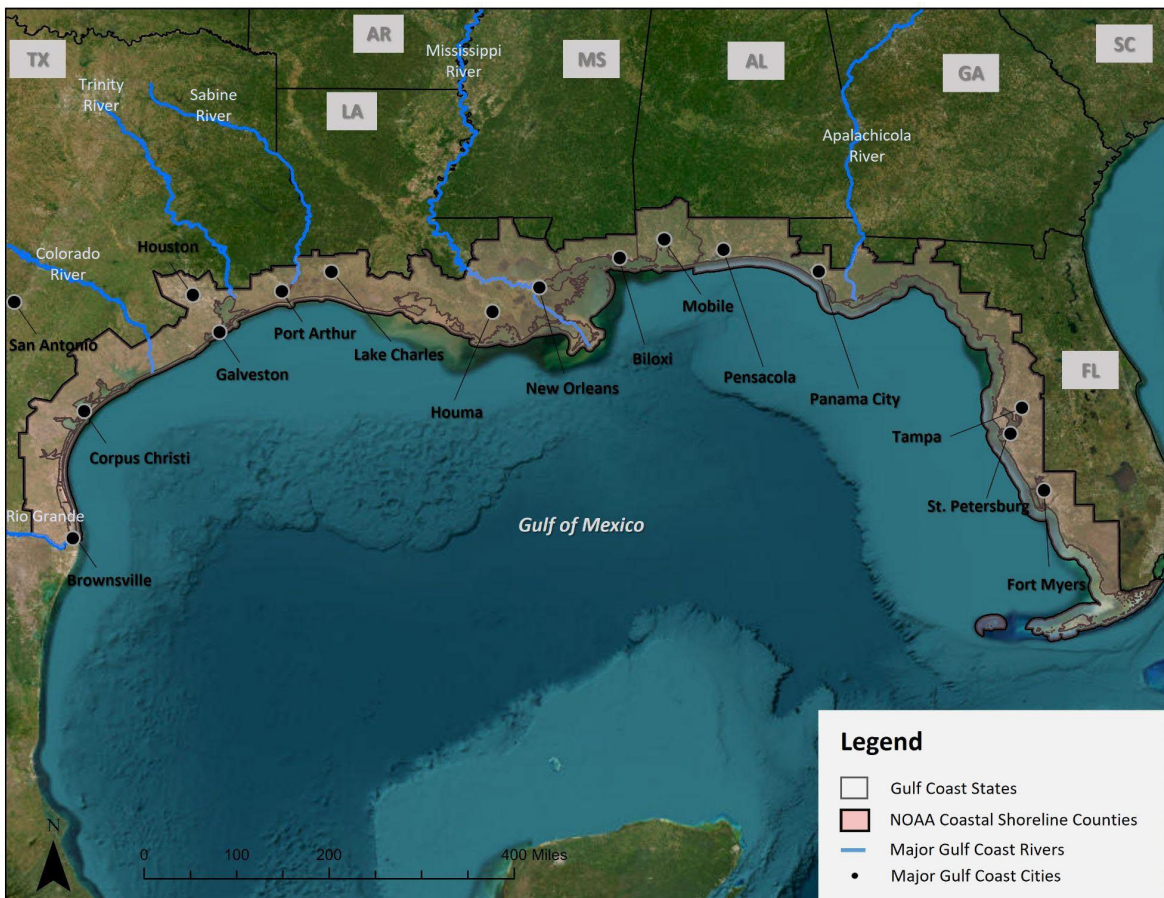 AR
Mississippi
River
MS
AL
GA
SC
TX
Trinity
River
Sabine
River
LA
Apalachicola
River
Colorado
River
Houston
San Antonio
Port Arthur
Lake Charles
Galveston
Houma
New Orleans
Biloxi
Mobile
Pensacola
Panama City
FL
Tampa
Corpus Christi
St. Petersburg
Rio Grande
Gulf of Mexico
Brownsville
Fort Myers
Legend
Gulf Coast States
NOAA Coastal Shoreline Counties
Major Gulf Coast Rivers
Major Gulf Coast Cities
N
0 100 200 400 Miles